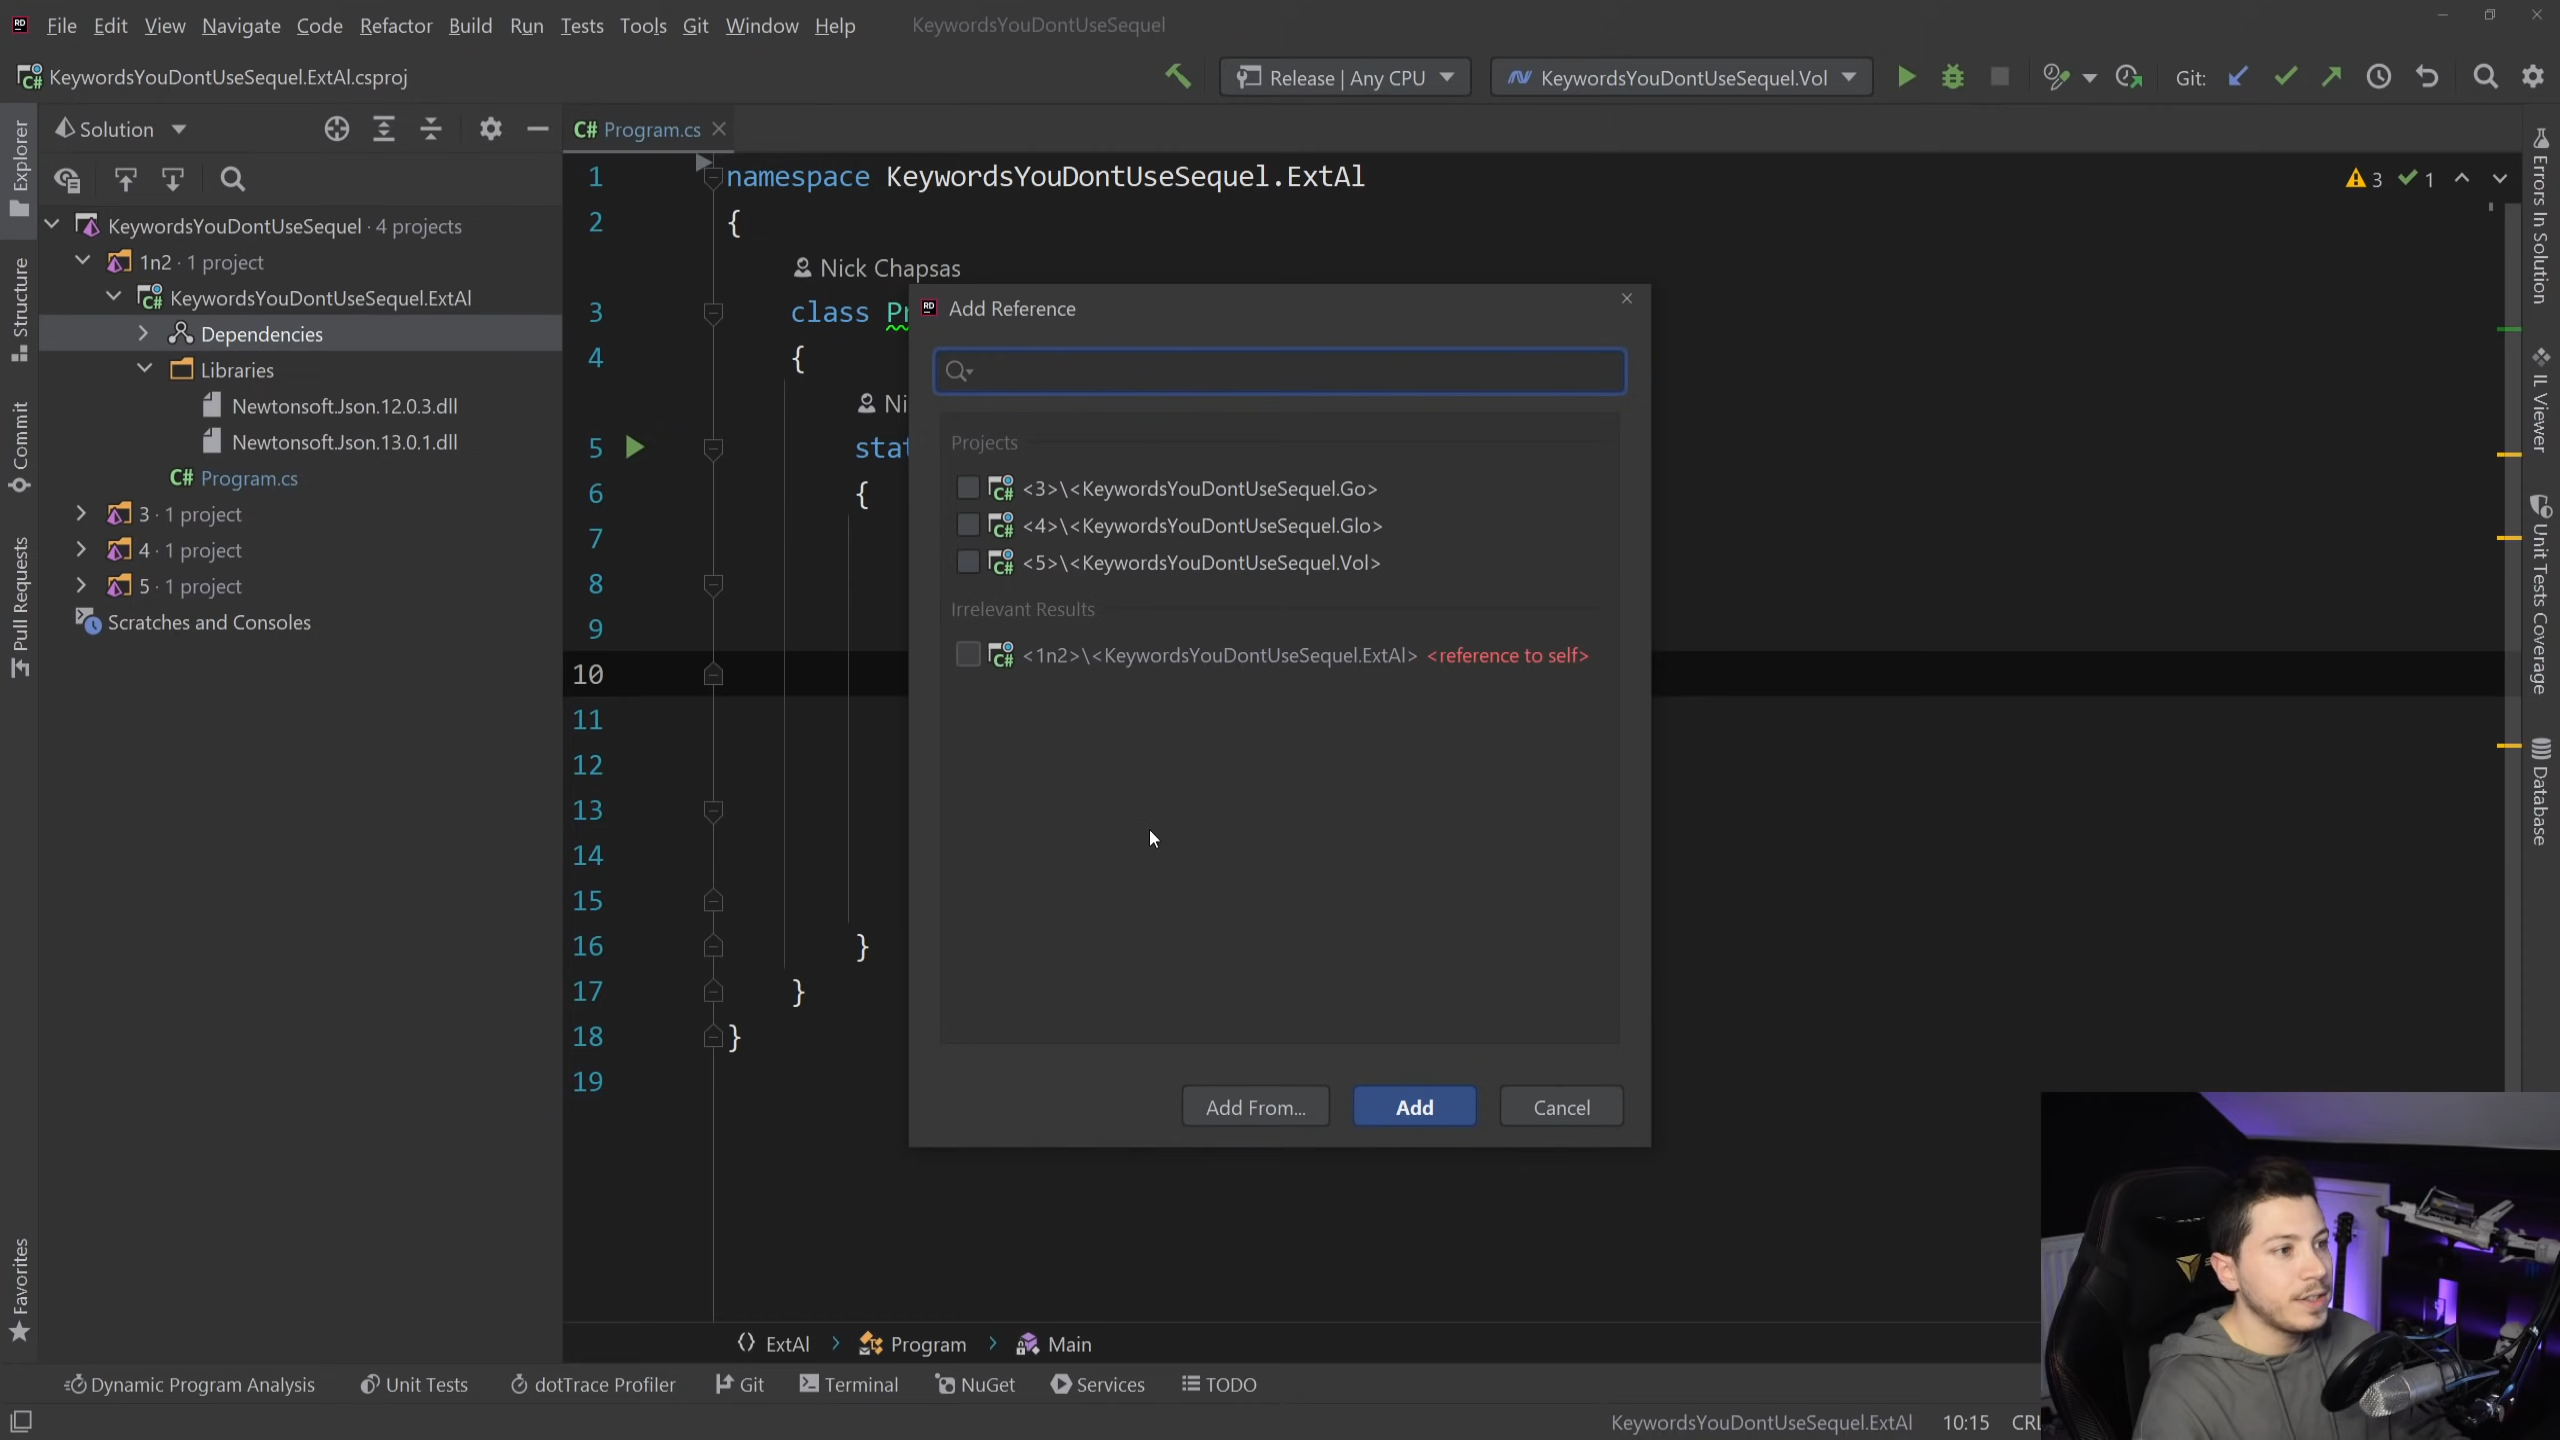 File Edit View Navigate Code Refactor Build Run Tests Tools Git Window Help KeywordsYouDontUseSequel
KeywordsYouDontUseSequel.ExtAl.csproj
Release | Any CPU
KeywordsYouDontUseSequel.Vol
Git:
Solution
C# Program.cs
Explorer
Structure
Commit
Pull Requests
Favorites
KeywordsYouDontUseSequel · 4 projects
1n2 · 1 project
KeywordsYouDontUseSequel.ExtAl
Dependencies
Libraries
Newtonsoft.Json.12.0.3.dll
Newtonsoft.Json.13.0.1.dll
C# Program.cs
3 · 1 project
4 · 1 project
5 · 1 project
Scratches and Consoles
1 namespace KeywordsYouDontUseSequel.ExtAl
2 {
Nick Chapsas
3 class Pr
4 {
Ni
5 stat
6 {
7
8
9
10
11
12
13
14
15
16 }
17 }
18 }
19
3 1
Add Reference
Projects
<3>\<KeywordsYouDontUseSequel.Go>
<4>\<KeywordsYouDontUseSequel.Glo>
<5>\<KeywordsYouDontUseSequel.Vol>
Irrelevant Results
<1n2>\<KeywordsYouDontUseSequel.ExtAl> <reference to self>
Add From...
Add
Cancel
Errors In Solution
IL Viewer
Unit Tests Coverage
Database
ExtAl > Program > Main
Dynamic Program Analysis Unit Tests dotTrace Profiler Git Terminal NuGet Services TODO
KeywordsYouDontUseSequel.ExtAl 10:15 CRL